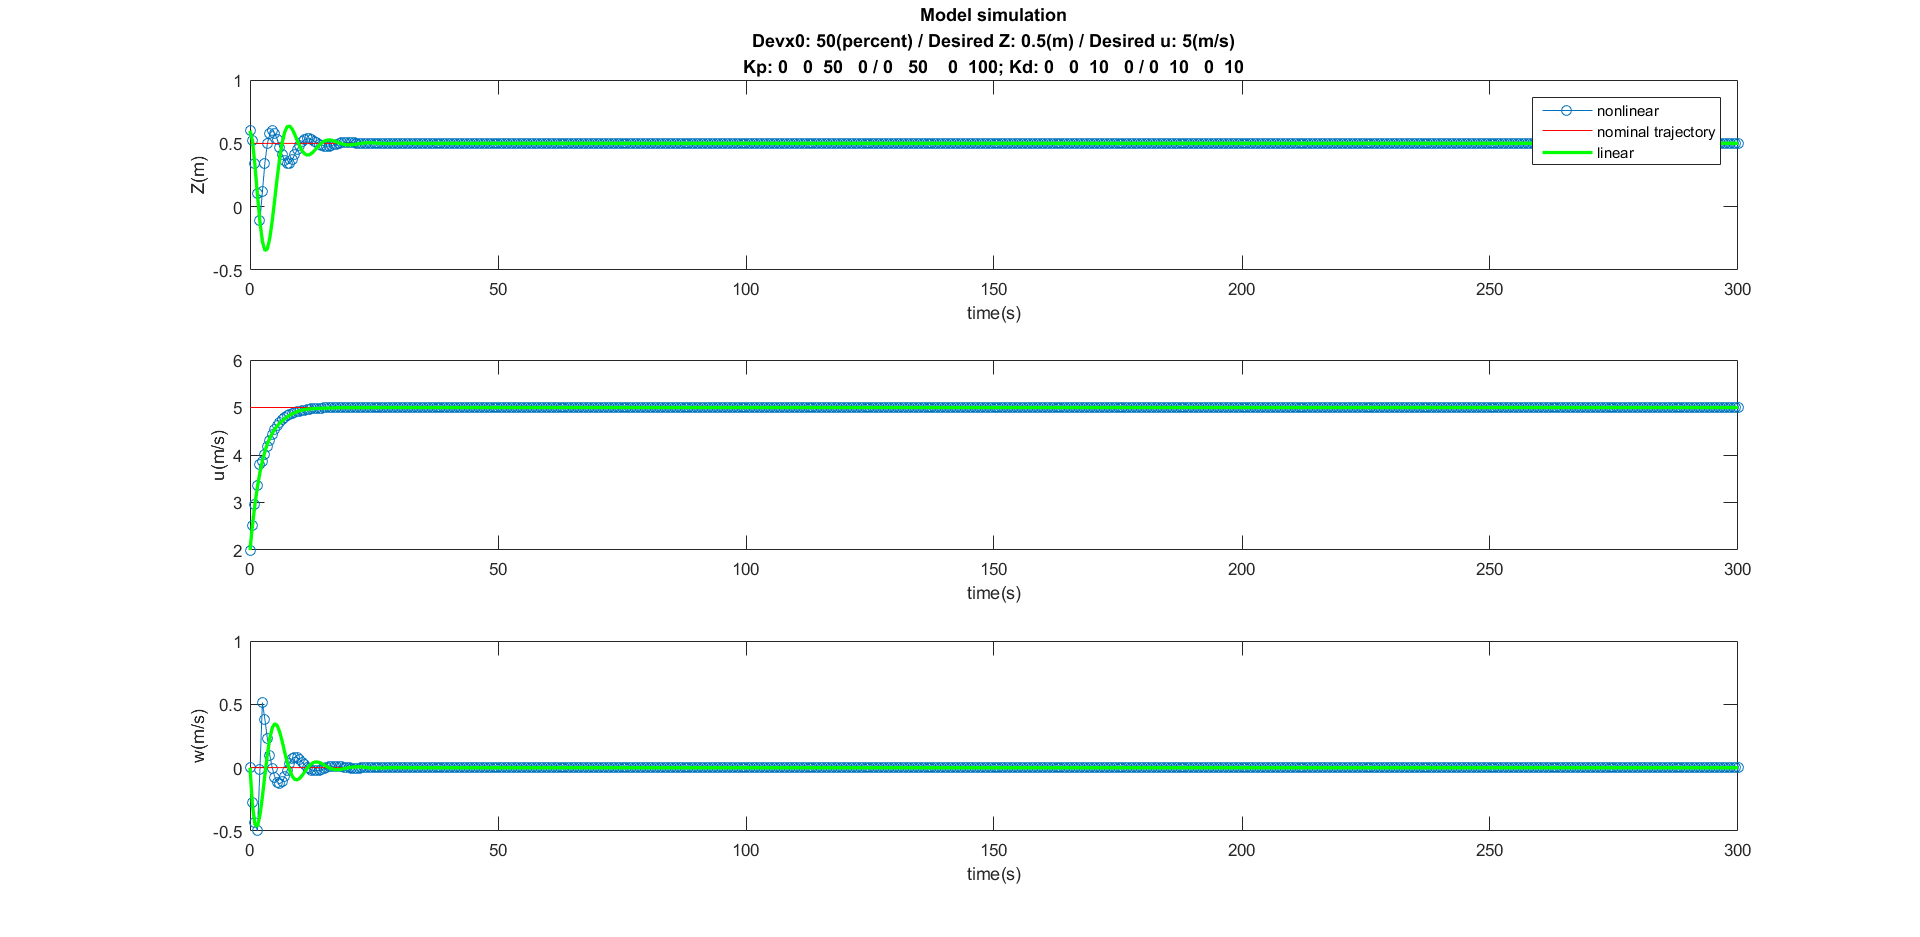 Model simulation
Devx0: 50(percent) / Desired Z: 0.5(m) / Desired u: 5(m/s)
Kp: 0 0 50 0 / 0 50 0 100; Kd: 0 0 10 0 / 0 10 0 10
1
0.5
0
-0.5
Z(m)
nonlinear
nominal trajectory
linear
0 50 100 150 200 250 300
time(s)
6
5
4
3
2
u(m/s)
0 50 100 150 200 250 300
time(s)
1
0.5
0
-0.5
w(m/s)
0 50 100 150 200 250 300
time(s)